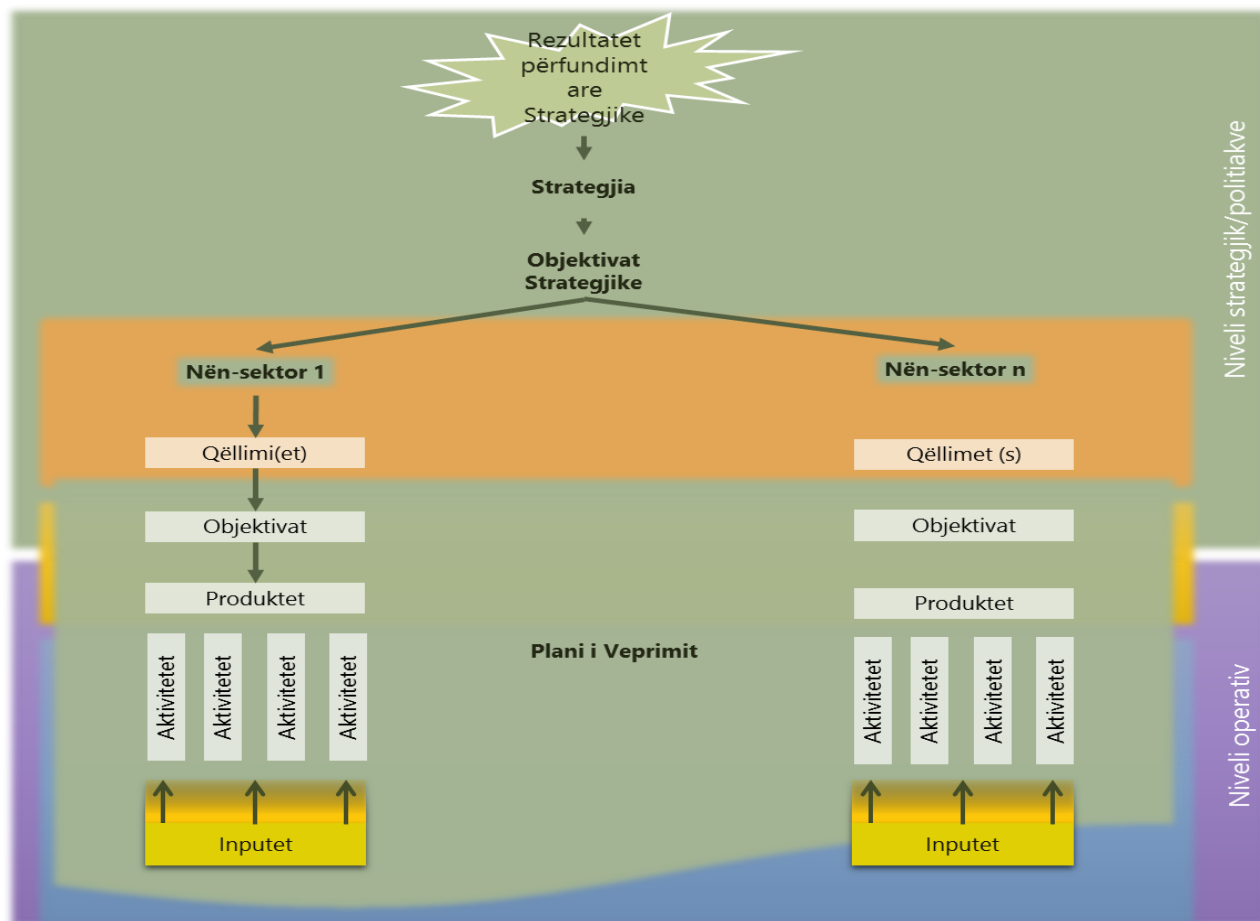 Rezultatet
përfundimt
are
Strategjike
Strategjia
Objektivat
Strategjike
Nën-sektor 1
Nën-sektor n
Qëllimi(et)
Qëllimet (s)
Objektivat
Objektivat
Produktet
Produktet
Plani i Veprimit
Aktivitetet
Aktivitetet
Aktivitetet
Aktivitetet
Aktivitetet
Aktivitetet
Aktivitetet
Aktivitetet
Inputet
Inputet
Niveli strategjik/politiakve
Niveli operativ